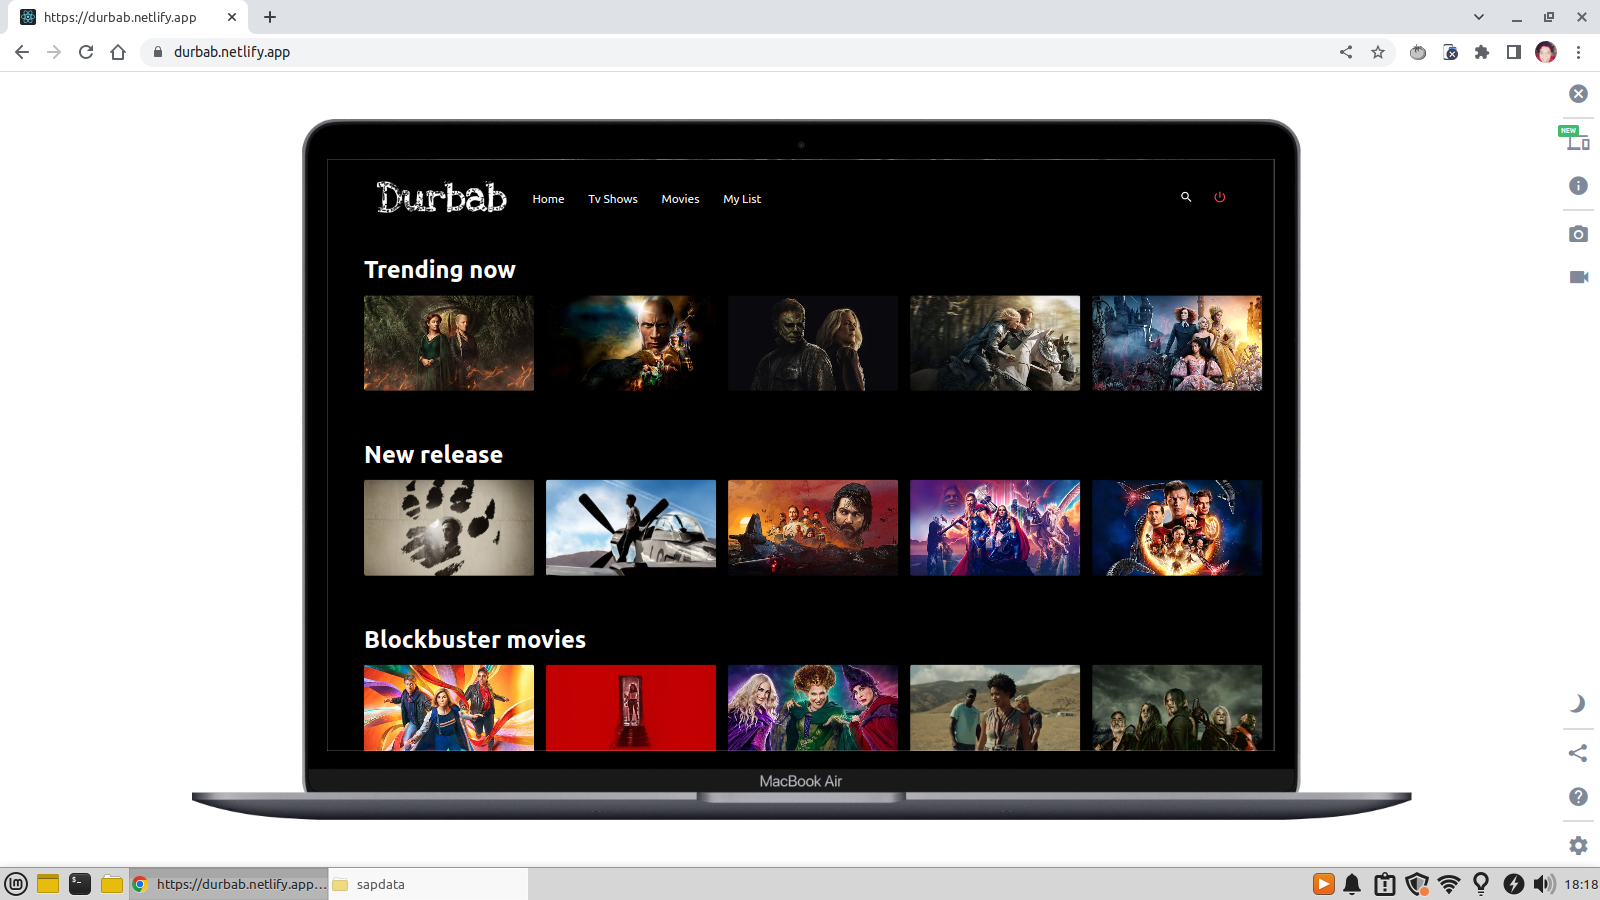 https://durbab.netlify.app
durbab.netlify.app
NEW
Durbab Home Tv Shows Movies My List
Trending now
New release
Blockbuster movies
MacBook Air
https://durbab.netlify.app... sapdata 18:18